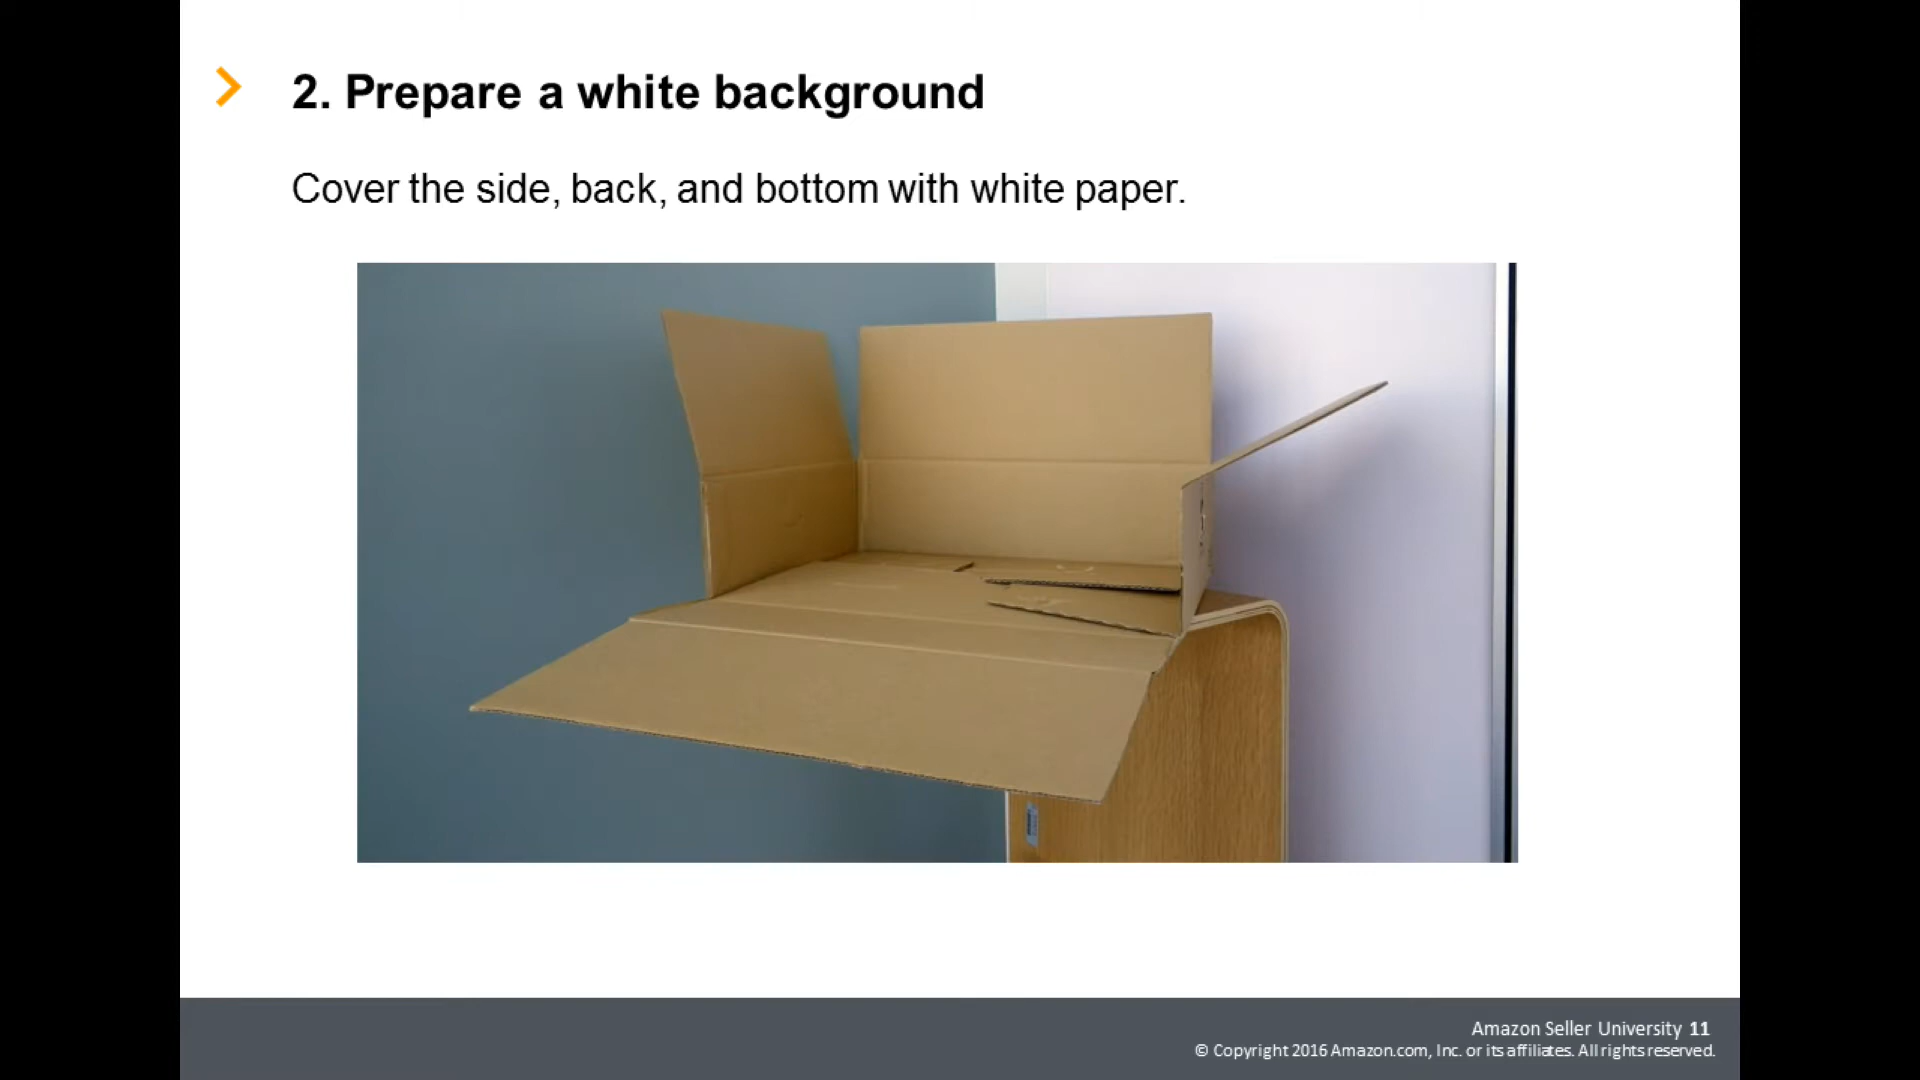 2. Prepare a white background
Cover the side, back, and bottom with white paper.
Amazon Seller University 11
© Copyright 2016 Amazon.com, Inc. or its affiliates. All rights reserved.